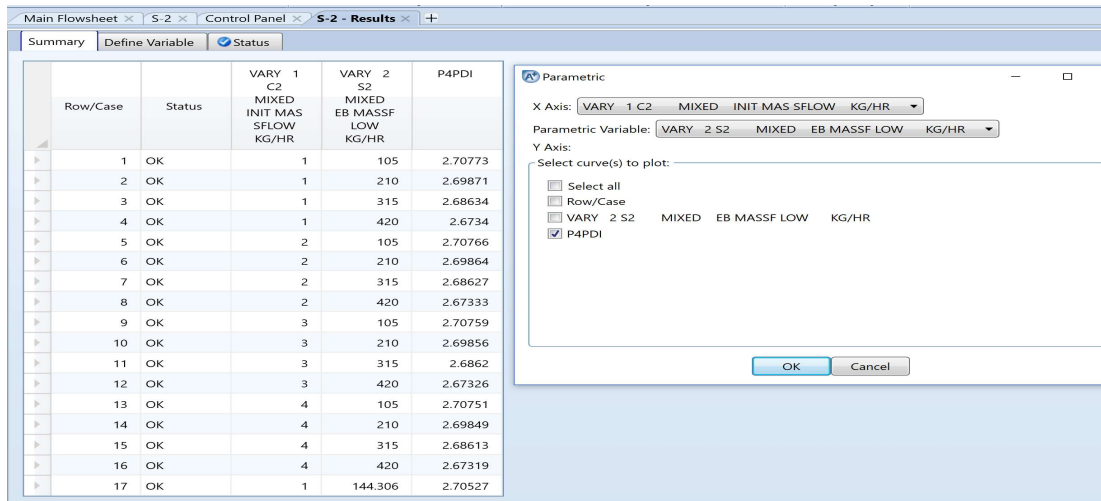 Main Flowsheet × S-2 × Control Panel × S-2 - Results × +
Summary Define Variable Status
Row/Case Status VARY 1 C2 MIXED INIT MAS SFLOW KG/HR VARY 2 S2 MIXED EB MASSF LOW KG/HR P4PDI
1 OK 1 105 2.70773
2 OK 1 210 2.69871
3 OK 1 315 2.68634
4 OK 1 420 2.6734
5 OK 2 105 2.70766
6 OK 2 210 2.69864
7 OK 2 315 2.68627
8 OK 2 420 2.67333
9 OK 3 105 2.70759
10 OK 3 210 2.69856
11 OK 3 315 2.6862
12 OK 3 420 2.67326
13 OK 4 105 2.70751
14 OK 4 210 2.69849
15 OK 4 315 2.68613
16 OK 4 420 2.67319
17 OK 1 144.306 2.70527
Parametric
X Axis: VARY 1 C2 MIXED INIT MAS SFLOW KG/HR
Parametric Variable: VARY 2 S2 MIXED EB MASSF LOW KG/HR
Y Axis:
Select curve(s) to plot:
Select all
Row/Case
VARY 2 S2 MIXED EB MASSF LOW KG/HR
P4PDI
OK Cancel